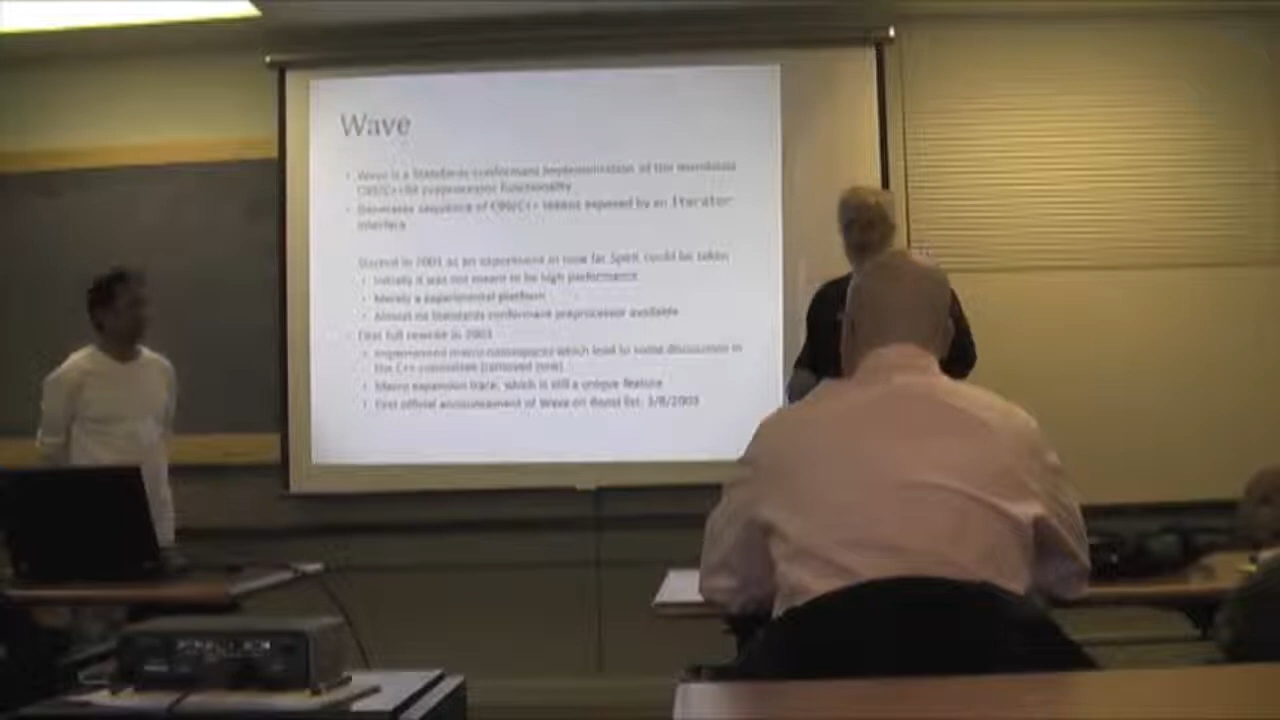 Wave
Wave is a Standards conformant implementation of the mandated
C99/C++98 preprocessor functionality
Generates sequence of C99/C++ tokens exposed by an iterator
interface
Started in 2001 as an experiment in how far Spirit could be taken
Initially it was not meant to be high performance
Merely a experimental platform
Almost no Standards conformant preprocessor available
First full rewrite in 2003
Implemented macro namespaces which lead to some discussion in
the C++ committee (removed now)
Macro expansion trace, which is still a unique feature
First official announcement of Wave on Boost list: 3/8/2003